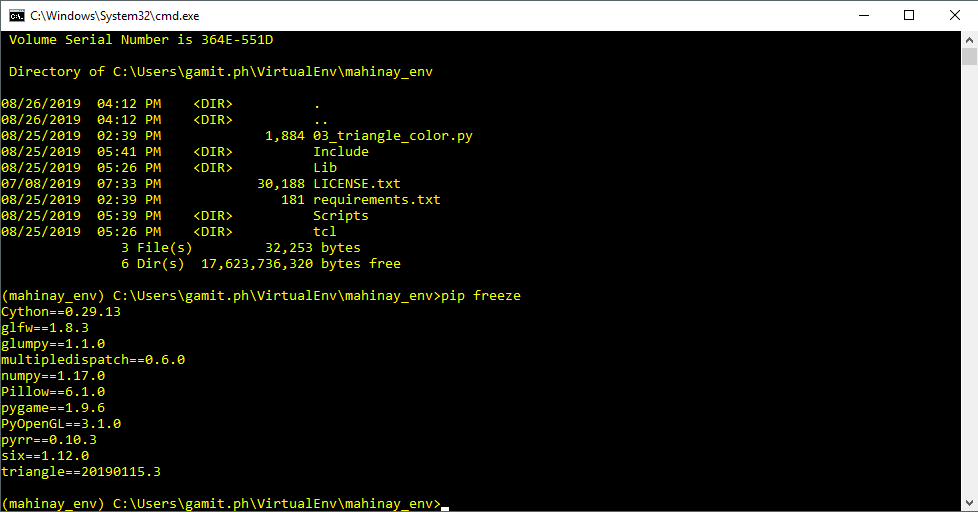 C:\Windows\System32\cmd.exe
Volume Serial Number is 364E-551D
Directory of C:\Users\gamit.ph\VirtualEnv\mahinay_env
08/26/2019  04:12 PM    <DIR>          .
08/26/2019  04:12 PM    <DIR>          ..
08/25/2019  02:39 PM             1,884 03_triangle_color.py
08/25/2019  05:41 PM    <DIR>          Include
08/25/2019  05:26 PM    <DIR>          Lib
07/08/2019  07:33 PM            30,188 LICENSE.txt
08/25/2019  02:39 PM               181 requirements.txt
08/25/2019  05:39 PM    <DIR>          Scripts
08/25/2019  05:26 PM    <DIR>          tcl
               3 File(s)         32,253 bytes
               6 Dir(s)  17,623,736,320 bytes free
(mahinay_env) C:\Users\gamit.ph\VirtualEnv\mahinay_env>pip freeze
Cython==0.29.13
glfw==1.8.3
glumpy==1.1.0
multipledispatch==0.6.0
numpy==1.17.0
Pillow==6.1.0
pygame==1.9.6
PyOpenGL==3.1.0
pyrr==0.10.3
six==1.12.0
triangle==20190115.3
(mahinay_env) C:\Users\gamit.ph\VirtualEnv\mahinay_env>